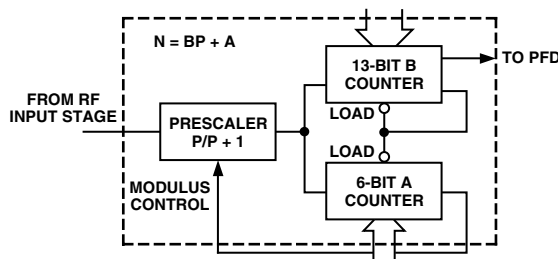 N = BP + A
13-BIT B
COUNTER
TO PFD
FROM RF
INPUT STAGE
PRESCALER
P/P + 1
LOAD
LOAD
MODULUS
CONTROL
6-BIT A
COUNTER